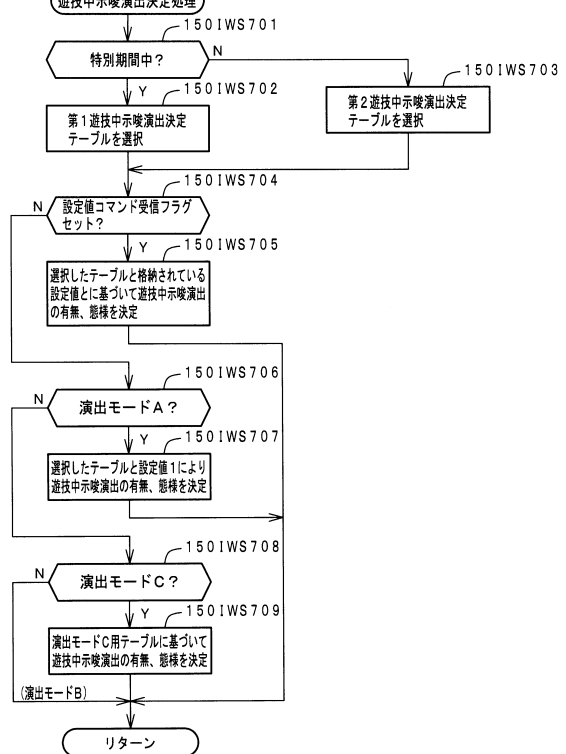 遊技中示唆演出決定処理
150IWS701
特別期間中？
N
Y
150IWS702
150IWS703
第1遊技中示唆演出決定
テーブルを選択
第2遊技中示唆演出決定
テーブルを選択
150IWS704
N
設定値コマンド受信フラグ
セット？
Y
150IWS705
選択したテーブルと格納されている
設定値とに基づいて遊技中示唆演出
の有無、態様を決定
150IWS706
N
演出モードA？
Y
150IWS707
選択したテーブルと設定値1により
遊技中示唆演出の有無、態様を決定
150IWS708
N
演出モードC？
Y
150IWS709
演出モードC用テーブルに基づいて
遊技中示唆演出の有無、態様を決定
(演出モードB)
リターン